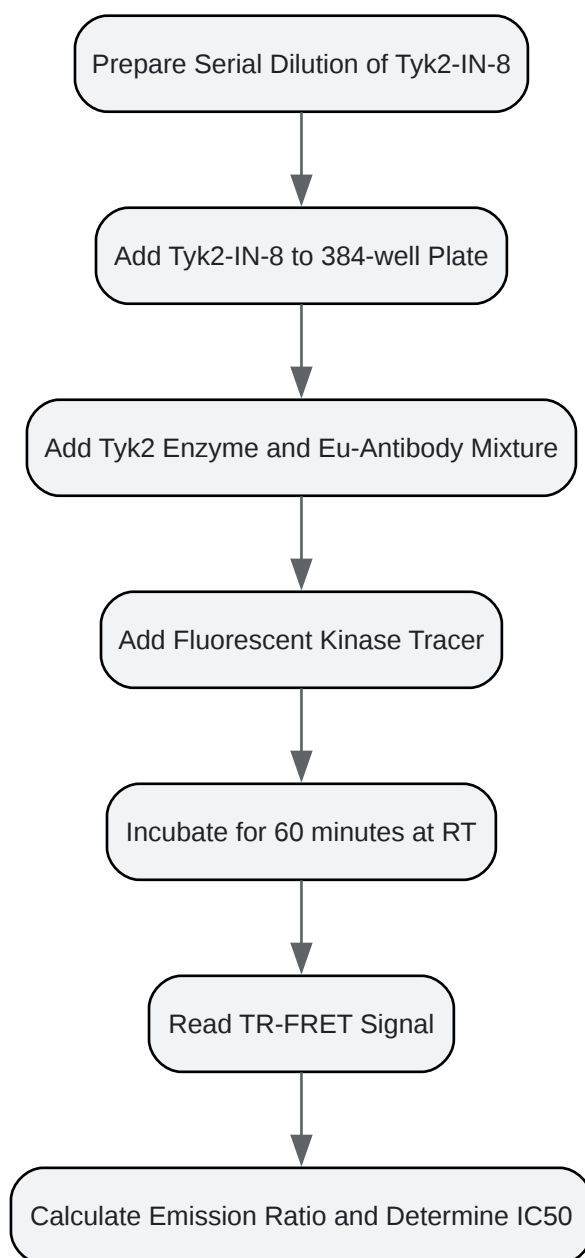 Prepare Serial Dilution of Tyk2-IN-8
Add Tyk2-IN-8 to 384-well Plate
Add Tyk2 Enzyme and Eu-Antibody Mixture
Add Fluorescent Kinase Tracer
Incubate for 60 minutes at RT
Read TR-FRET Signal
Calculate Emission Ratio and Determine IC50